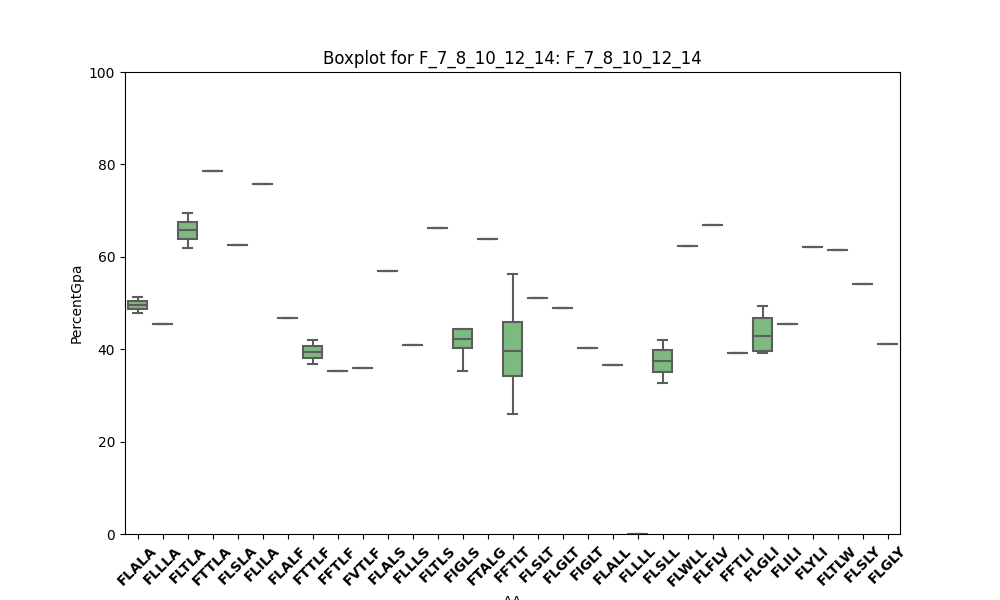 Boxplot for F_7_8_10_12_14: F_7_8_10_12_14
100
80
60
40
20
0
PercentGpa
FLALA FLLLA FLTLA FTTLA FLSLA FLILA FLALF FTTLF FFTLF FVTLF FLALS FLLLS FLTLS FIGLS FTALG FFTLT FLSLT FLGLT FIGLT FLALL FLLLL FLSLL FLWLL FLFLV FFTLI FLGLI FLILI FLYLI FLTLW FLSLY FLGLY
AA